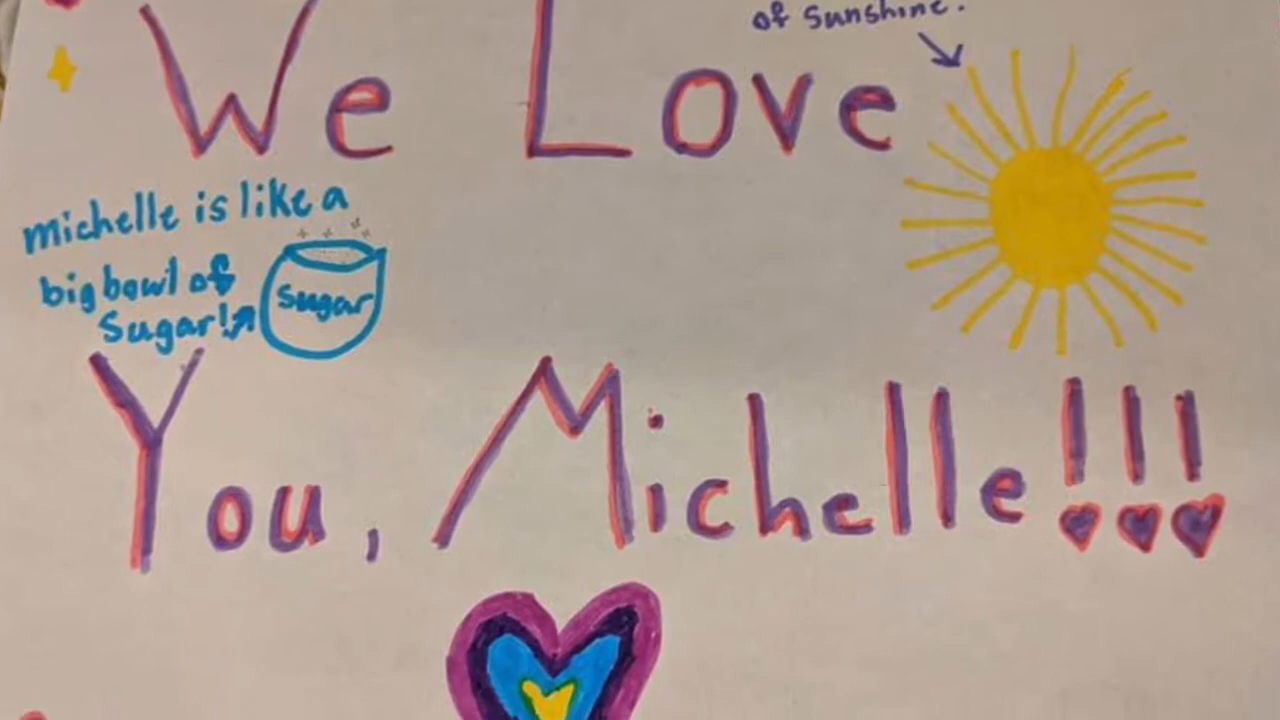 of sunshine.
We Love
michelle is like a
big bowl of
Sugar!
Sugar
You, Michelle!!!